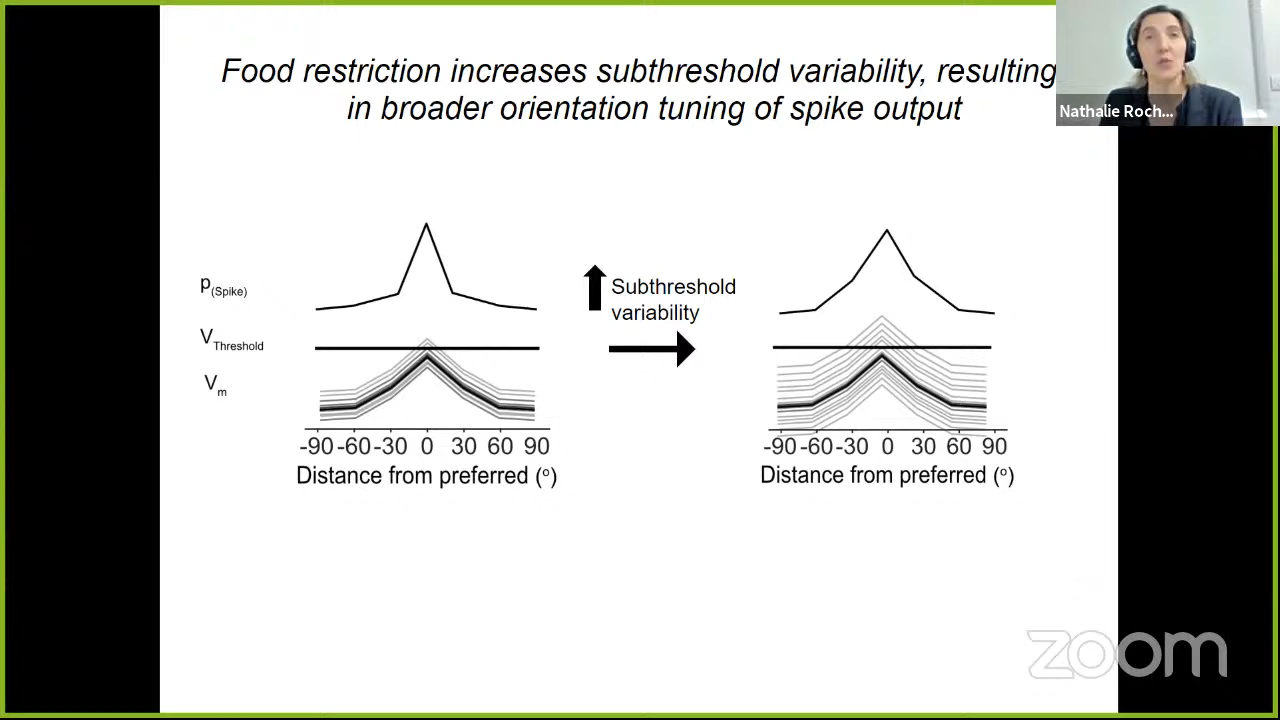 Food restriction increases subthreshold variability, resulting
in broader orientation tuning of spike output
Nathalie Roch...
p(Spike)
Subthreshold
variability
VThreshold
Vm
-90 -60 -30 0 30 60 90
Distance from preferred (º)
-90 -60 -30 0 30 60 90
Distance from preferred (º)
zoom